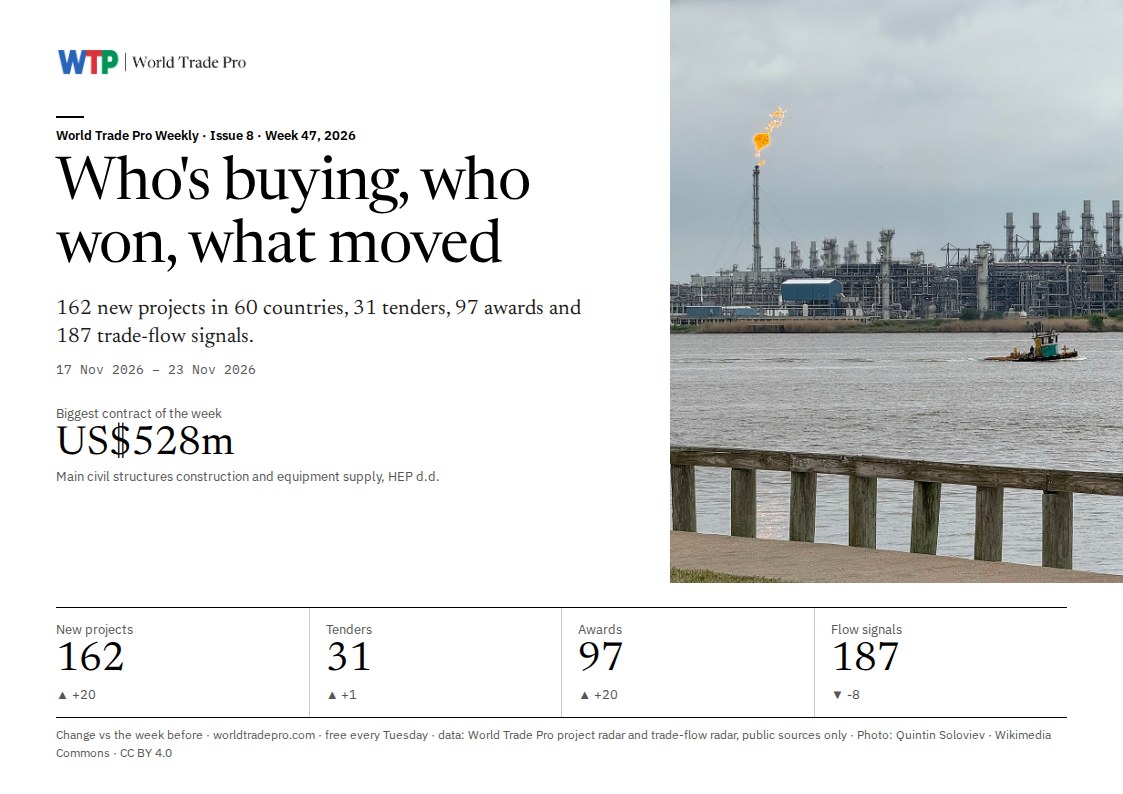 WTP | World Trade Pro
World Trade Pro Weekly · Issue 8 · Week 47, 2026
Who's buying, who
won, what moved
162 new projects in 60 countries, 31 tenders, 97 awards and
187 trade-flow signals.
17 Nov 2026 – 23 Nov 2026
Biggest contract of the week
US$528m
Main civil structures construction and equipment supply, HEP d.d.
New projects
162
▲ +20
Tenders
31
▲ +1
Awards
97
▲ +20
Flow signals
187
▼ -8
Change vs the week before · worldtradepro.com · free every Tuesday · data: World Trade Pro project radar and trade-flow radar, public sources only · Photo: Quintin Soloviev · Wikimedia
Commons · CC BY 4.0